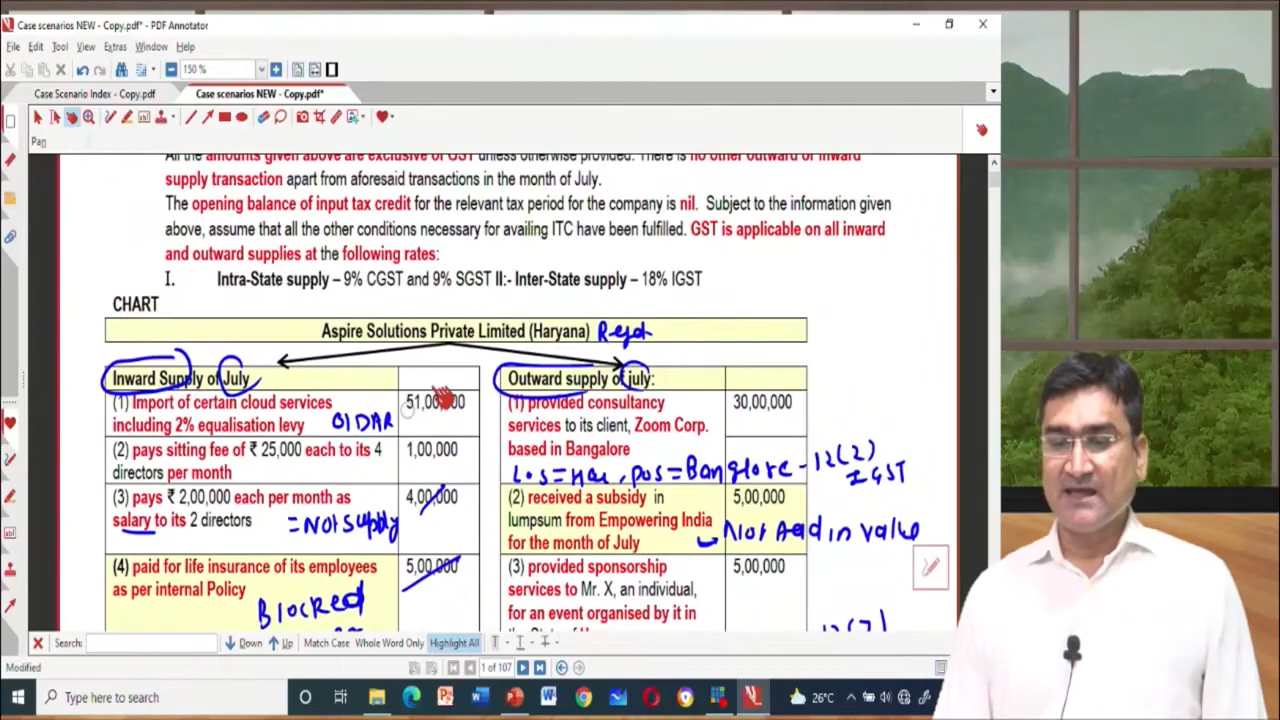 Case scenarios NEW - Copy.pdf* - PDF Annotator
File Edit Tool View Extras Window Help
150 %
Case Scenario Index - Copy.pdf
Case scenarios NEW - Copy.pdf*
Pan
All the amounts given above are exclusive of GST unless otherwise provided. There is no other outward or inward
supply transaction apart from aforesaid transactions in the month of July.
The opening balance of input tax credit for the relevant tax period for the company is nil. Subject to the information given
above, assume that all the other conditions necessary for availing ITC have been fulfilled. GST is applicable on all inward
and outward supplies at the following rates:
I. Intra-State supply – 9% CGST and 9% SGST II:- Inter-State supply – 18% IGST
CHART
Aspire Solutions Private Limited (Haryana) Regd
Inward Supply of July
(1) Import of certain cloud services
including 2% equalisation levy OIDAR
(2) pays sitting fee of ₹ 25,000 each to its 4
directors per month
1,00,000
(3) pays ₹ 2,00,000 each per month as
salary to its 2 directors =Not Supply
4,00,000
(4) paid for life insurance of its employees
as per internal Policy
5,00,000
Blocked
Outward supply of july:
(1) provided consultancy
services to its client, Zoom Corp.
based in Bangalore
30,00,000
Los = Har, pos = Banglore - 12(2)
IGST
(2) received a subsidy in
lumpsum from Empowering India
for the month of July
5,00,000
Not Add in value
(3) provided sponsorship
services to Mr. X, an individual,
for an event organised by it in
5,00,000
12(7)
Search: Down Up Match Case Whole Word Only Highlight All
Modified
1 of 107
Type here to search
26°C